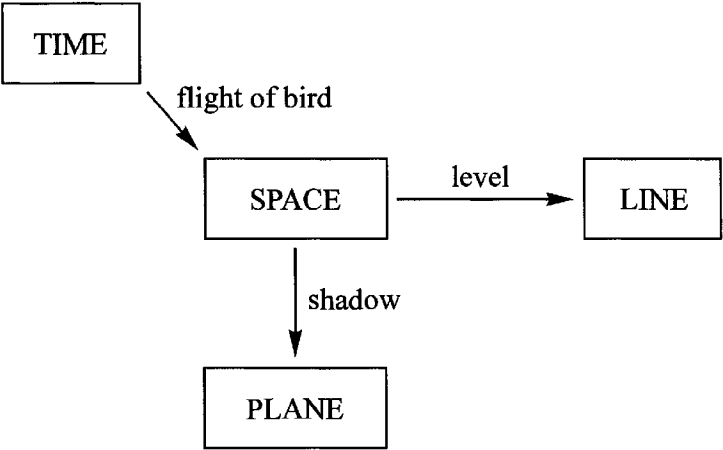 TIME
flight of bird
SPACE
level
LINE
shadow
PLANE